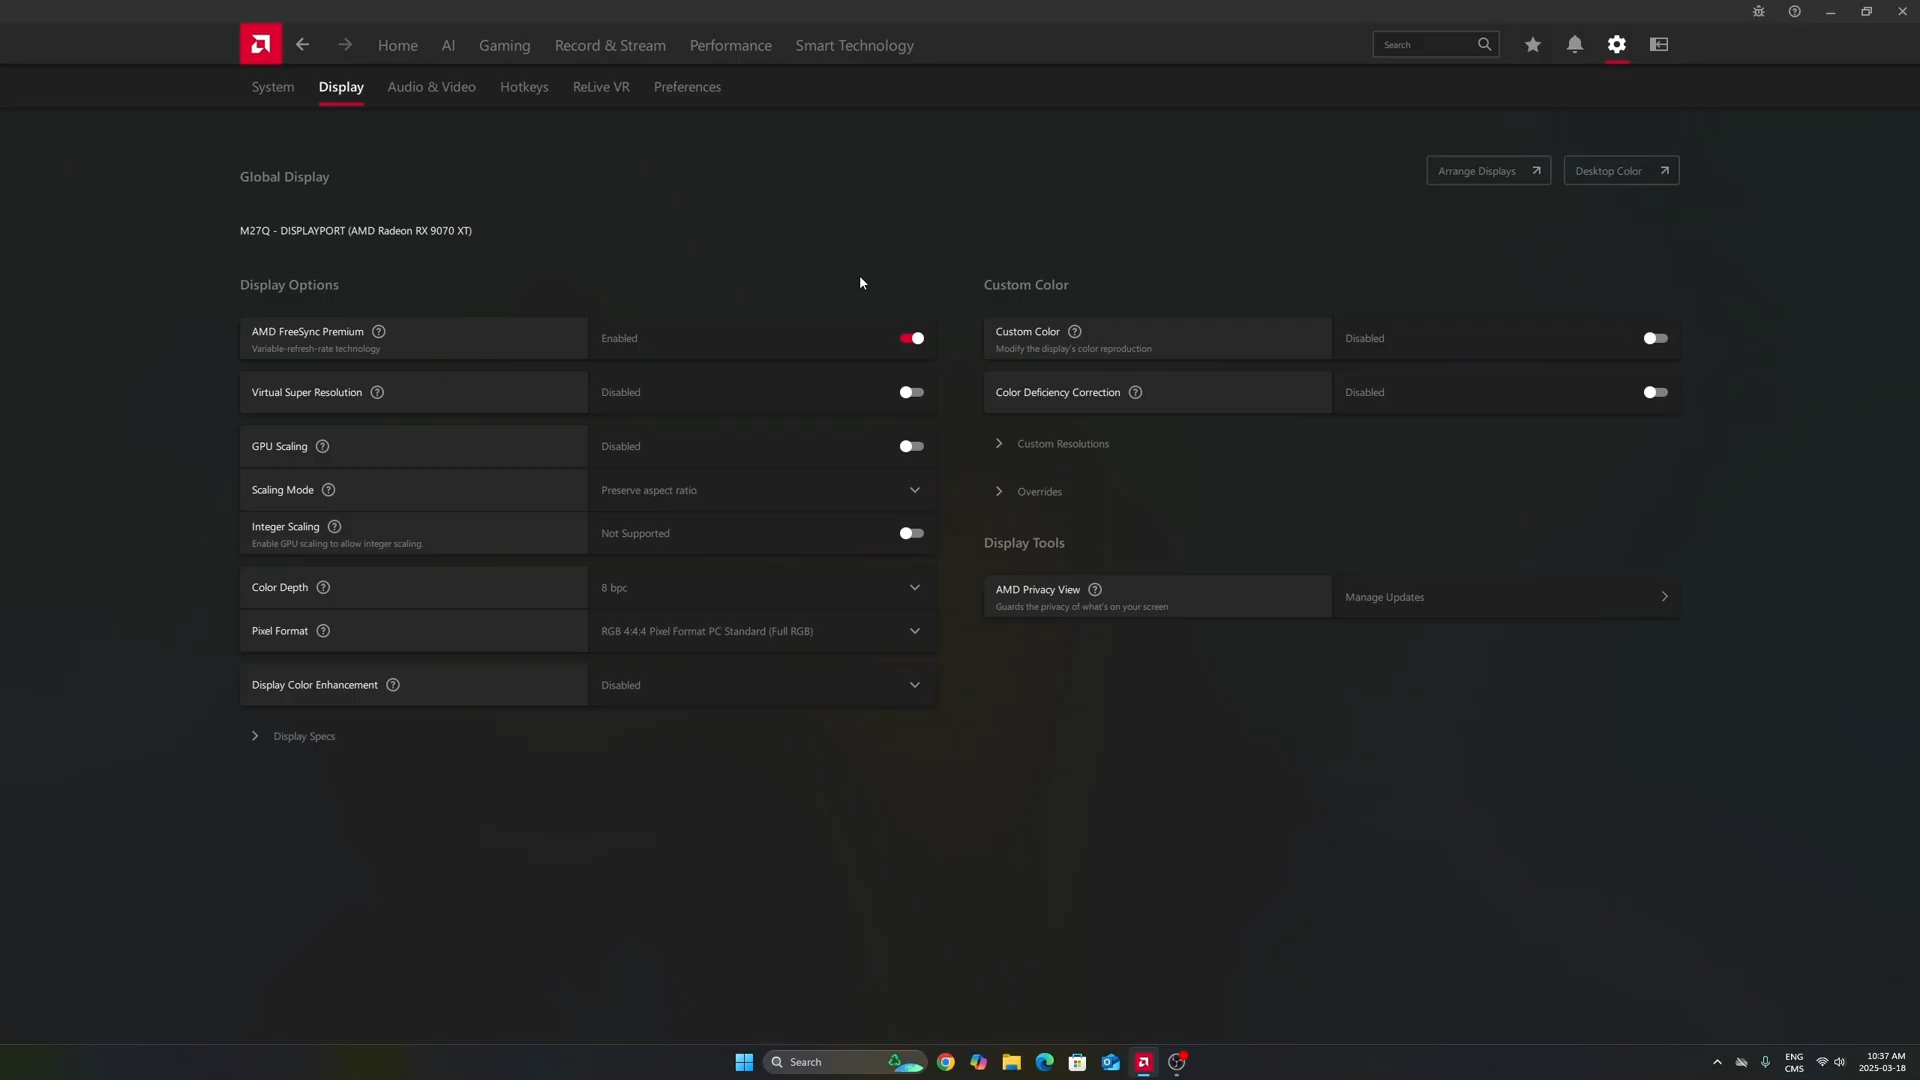 Home AI Gaming Record & Stream Performance Smart Technology Search
System Display Audio & Video Hotkeys ReLive VR Preferences
Global Display
Arrange Displays Desktop Color
M27Q - DISPLAYPORT (AMD Radeon RX 9070 XT)
Display Options
AMD FreeSync Premium
Variable-refresh-rate technology
Enabled
Virtual Super Resolution
Disabled
GPU Scaling
Disabled
Scaling Mode
Preserve aspect ratio
Integer Scaling
Enable GPU scaling to allow integer scaling.
Not Supported
Color Depth
8 bpc
Pixel Format
RGB 4:4:4 Pixel Format PC Standard (Full RGB)
Display Color Enhancement
Disabled
Display Specs
Custom Color
Custom Color
Modify the display's color reproduction
Disabled
Color Deficiency Correction
Disabled
Custom Resolutions
Overrides
Display Tools
AMD Privacy View
Guards the privacy of what's on your screen
Manage Updates
Search
ENG
CMS
10:37 AM
2025-03-18